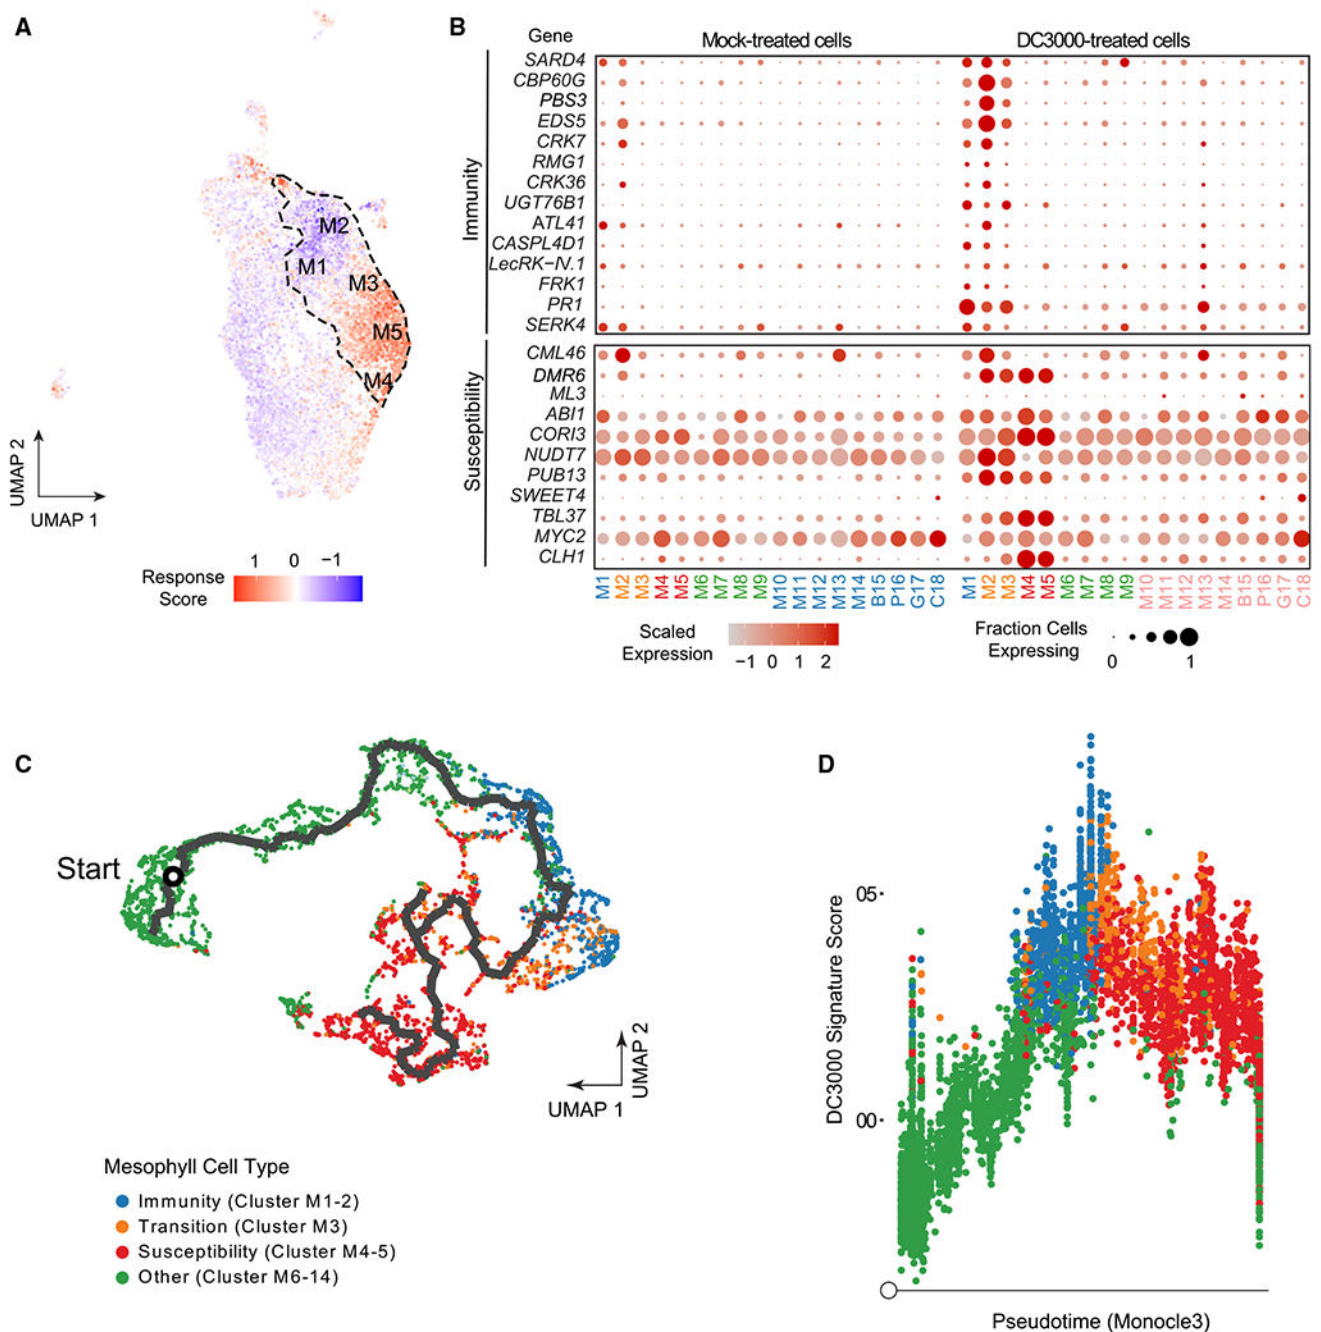 A
M2
M1
M3
M5
M4
UMAP 2
UMAP 1
Response
Score
1 0 −1
B
Gene
Mock-treated cells
DC3000-treated cells
Immunity
SARD4
CBP60G
PBS3
EDS5
CRK7
RMG1
CRK36
UGT76B1
ATL41
CASPL4D1
LecRK−IV.1
FRK1
PR1
SERK4
Susceptibility
CML46
DMR6
ML3
ABI1
CORI3
NUDT7
PUB13
SWEET4
TBL37
MYC2
CLH1
M1 M2 M3 M4 M5 M6 M7 M8 M9 M10 M11 M12 M13 M14 B15 P16 G17 C18 M1 M2 M3 M4 M5 M6 M7 M8 M9 M10 M11 M12 M13 M14 B15 P16 G17 C18
Scaled
Expression
−1 0 1 2
Fraction Cells
Expressing
0 1
C
Start
UMAP 2
UMAP 1
Mesophyll Cell Type
Immunity (Cluster M1-2)
Transition (Cluster M3)
Susceptibility (Cluster M4-5)
Other (Cluster M6-14)
D
DC3000 Signature Score
05
00
Pseudotime (Monocle3)